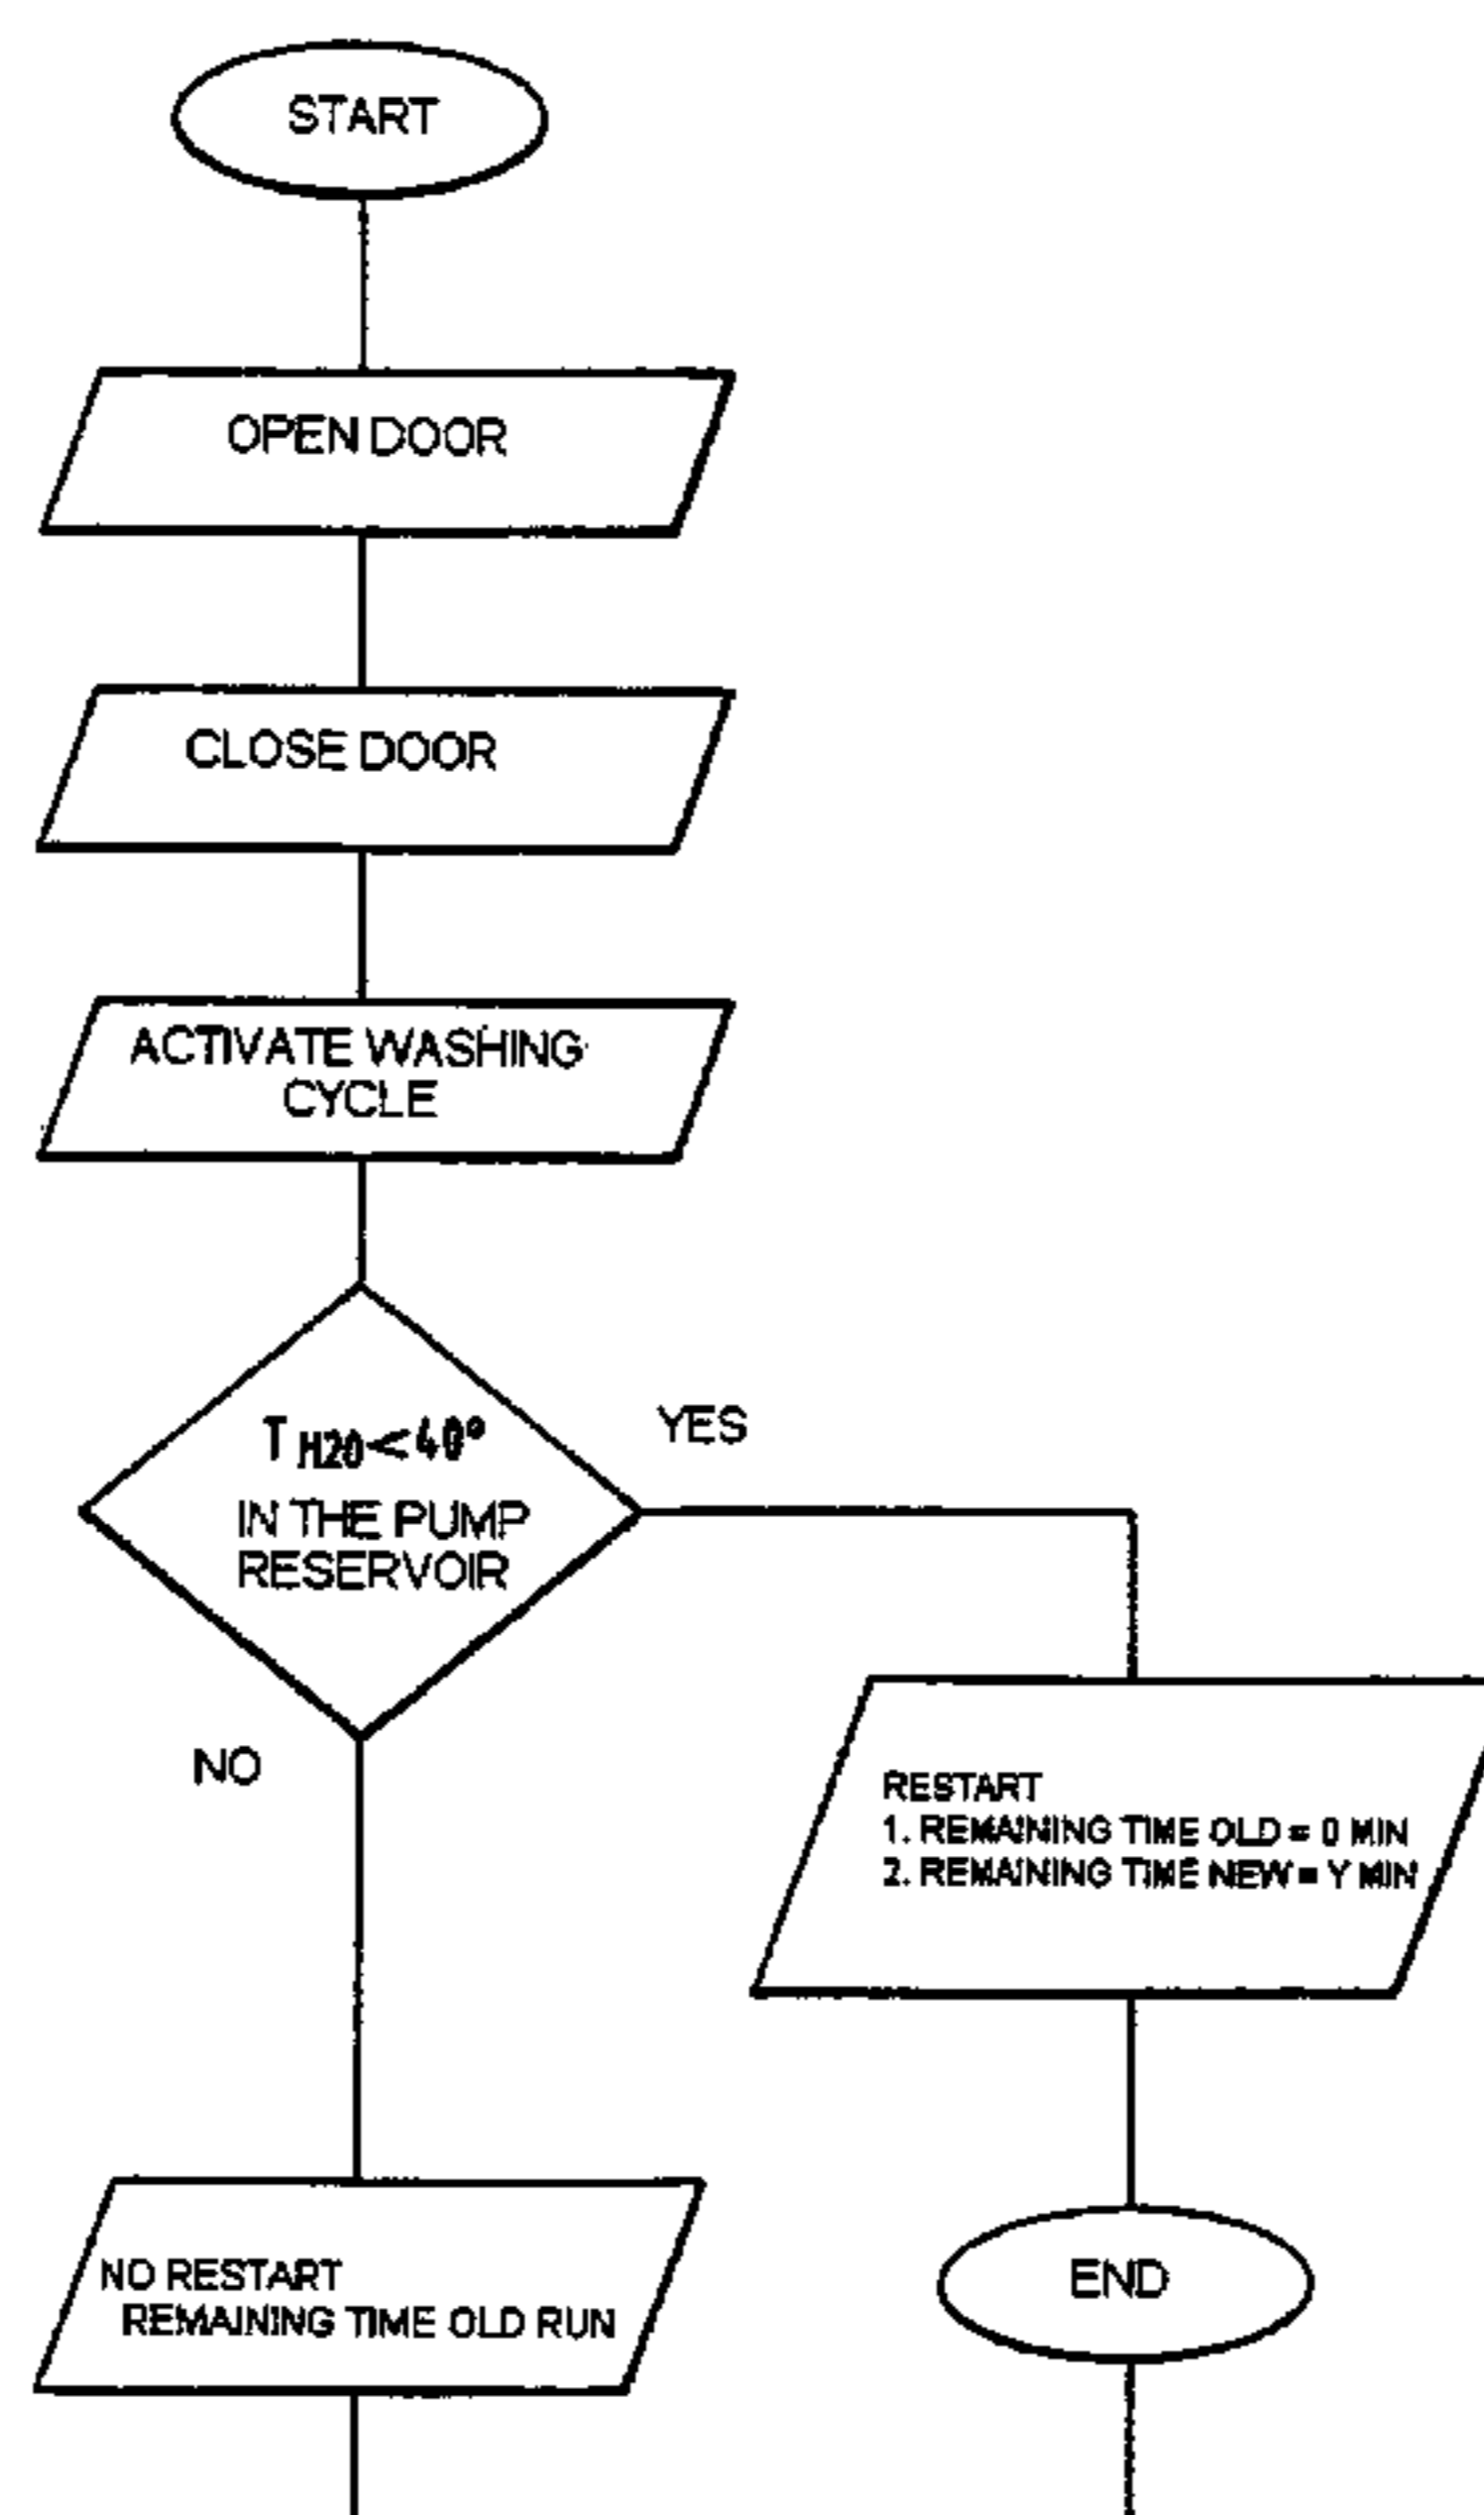 START
OPEN DOOR
CLOSE DOOR
ACTIVATE WASHING
CYCLE
T H20<40°
IN THE PUMP
RESERVOIR
YES
NO
RESTART
1. REMAINING TIME OLD = 0 MIN
2. REMAINING TIME NEW = Y MIN
NO RESTART
REMAINING TIME OLD RUN
END